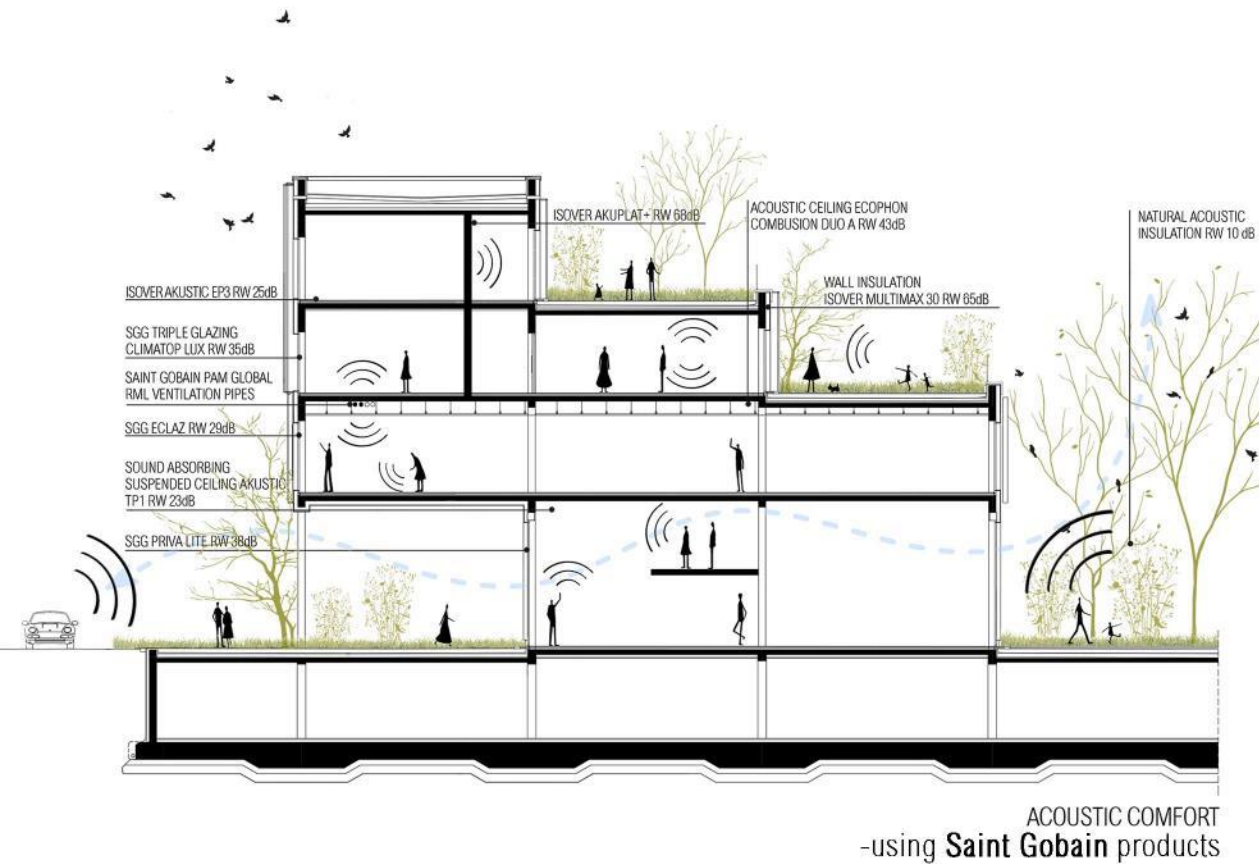 ISOVER AKUPLAT+ RW 68dB
ACOUSTIC CEILING ECOPHON
COMBUSION DUO A RW 43dB
NATURAL ACOUSTIC
INSULATION RW 10 dB
WALL INSULATION
ISOVER MULTIMAX 30 RW 65dB
ISOVER AKUSTIC EP3 RW 25dB
SGG TRIPLE GLAZING
CLIMATOP LUX RW 35dB
SAINT GOBAIN PAM GLOBAL
RML VENTILATION PIPES
SGG ECLAZ RW 29dB
SOUND ABSORBING
SUSPENDED CEILING AKUSTIC
TP1 RW 23dB
SGG PRIVA LITE RW 38dB
ACOUSTIC COMFORT
-using Saint Gobain products